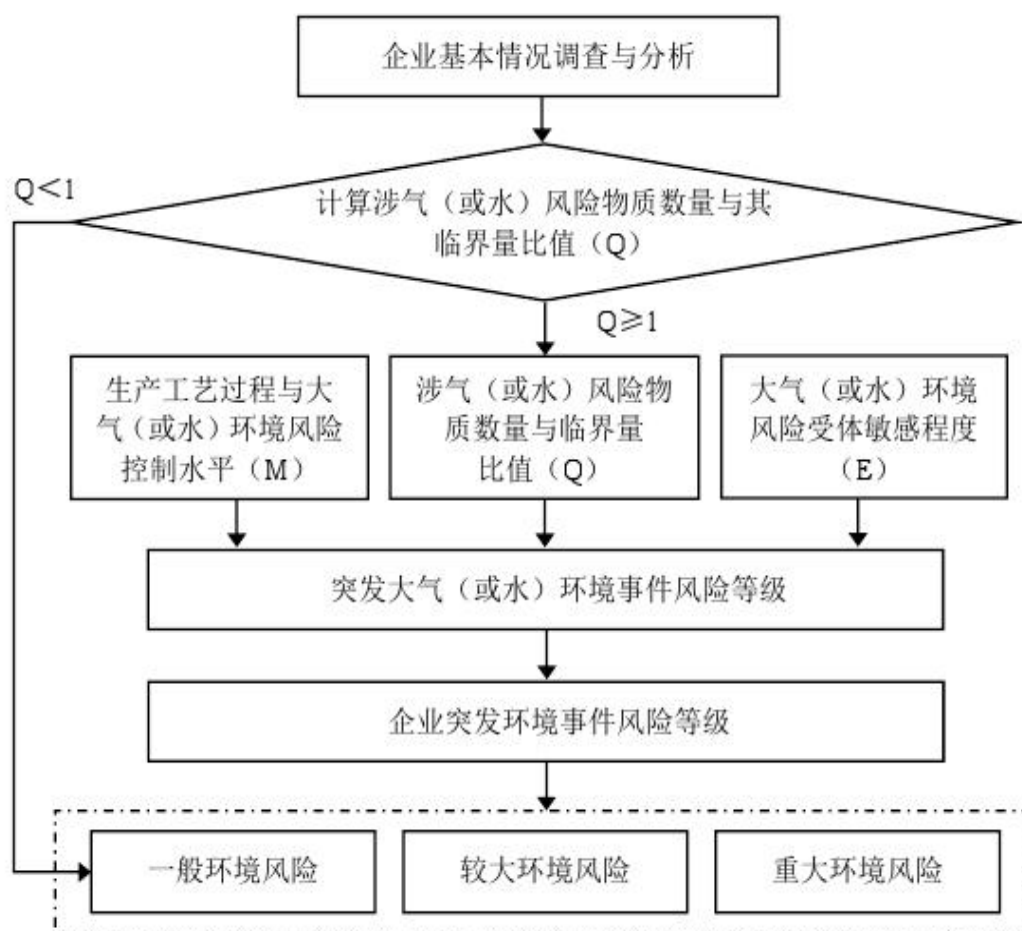 企业基本情况调查与分析
Q＜1
计算涉气（或水）风险物质数量与其
临界量比值（Q）
Q≥1
生产工艺过程与大
气（或水）环境风险
控制水平（M）
涉气（或水）风险物
质数量与临界量
比值（Q）
大气（或水）环境
风险受体敏感程度
（E）
突发大气（或水）环境事件风险等级
企业突发环境事件风险等级
一般环境风险
较大环境风险
重大环境风险